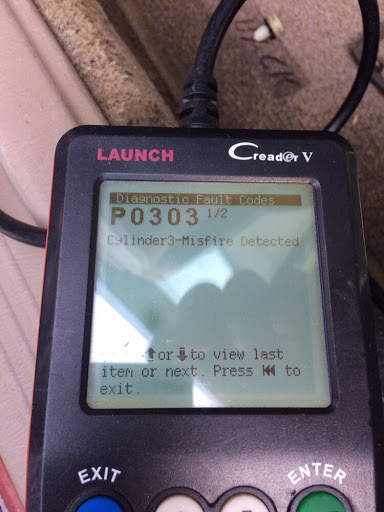 LAUNCH
Creader V
Diagnostic Fault Codes
P0303 1/2
Cylinder3-Misfire Detected
or to view last
item or next. Press to
exit.
EXIT
ENTER